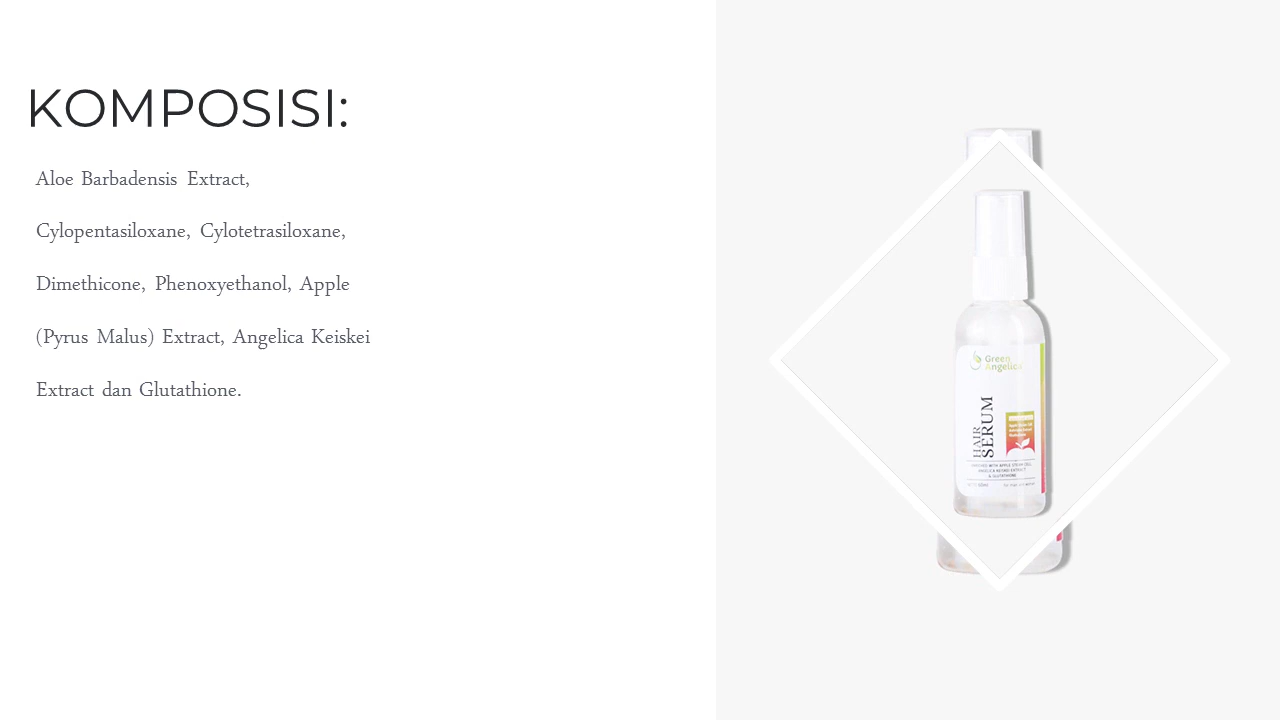 KOMPOSISI:
Aloe Barbadensis Extract,
Cylopentasiloxane, Cylotetrasiloxane,
Dimethicone, Phenoxyethanol, Apple
(Pyrus Malus) Extract, Angelica Keiskei
Extract dan Glutathione.
Green
Angelica
HAIR
SERUM
& GLUTATHIONE